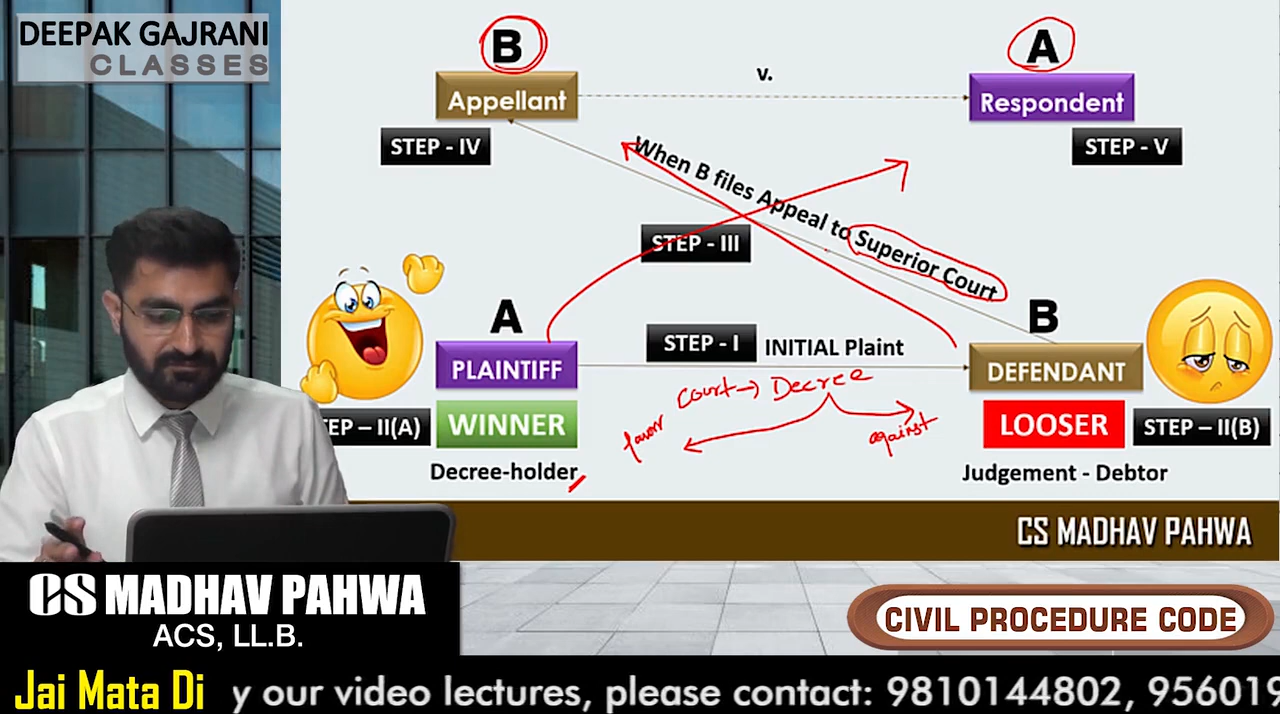 DEEPAK GAJRANI
CLASSES
B
A
v.
Appellant
Respondent
STEP - IV
STEP - V
When B files Appeal to Superior Court
STEP - III
A
B
STEP - I
INITIAL Plaint
PLAINTIFF
DEFENDANT
Court → Decree
favor
against
EP – II(A)
WINNER
LOOSER
STEP – II(B)
Decree-holder
Judgement - Debtor
CS MADHAV PAHWA
CS MADHAV PAHWA
ACS, LL.B.
CIVIL PROCEDURE CODE
Jai Mata Di
y our video lectures, please contact: 9810144802, 956019